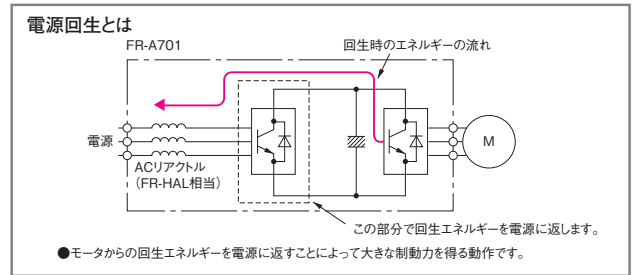 電源回生とは
FR-A701
回生時のエネルギーの流れ
電源
ACリアクトル
（FR-HAL相当）
M
この部分で回生エネルギーを電源に返します。
●モータからの回生エネルギーを電源に返すことによって大きな制動力を得る動作です。